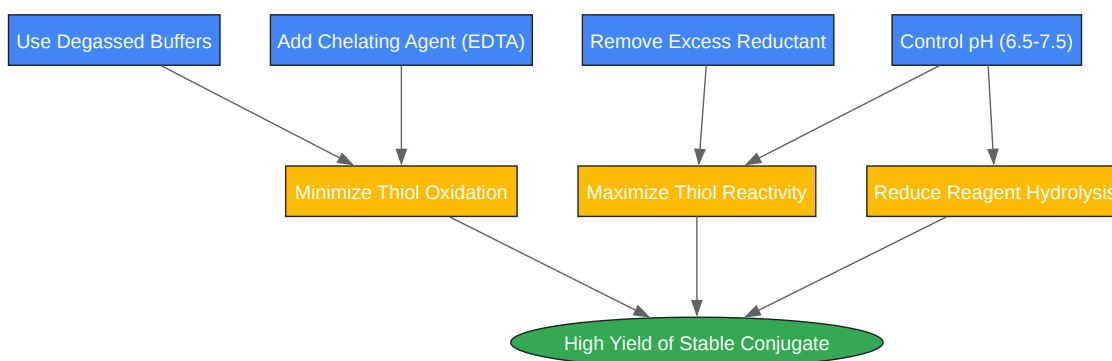 Use Degassed Buffers
Add Chelating Agent (EDTA)
Remove Excess Reductant
Control pH (6.5-7.5)
Minimize Thiol Oxidation
Maximize Thiol Reactivity
Reduce Reagent Hydrolysis
High Yield of Stable Conjugate